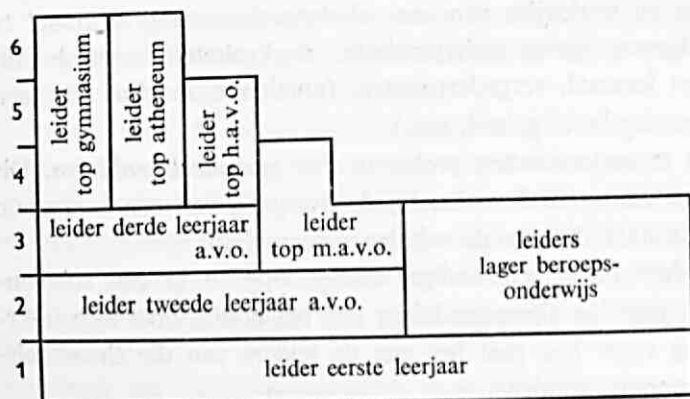 6
5
4
3
2
1
leider
top gymnasium
leider
top atheneum
leider
top h.a.v.o.
leider derde leerjaar
a.v.o.
leider
top m.a.v.o.
leiders
lager beroeps-
onderwijs
leider tweede leerjaar a.v.o.
leider eerste leerjaar